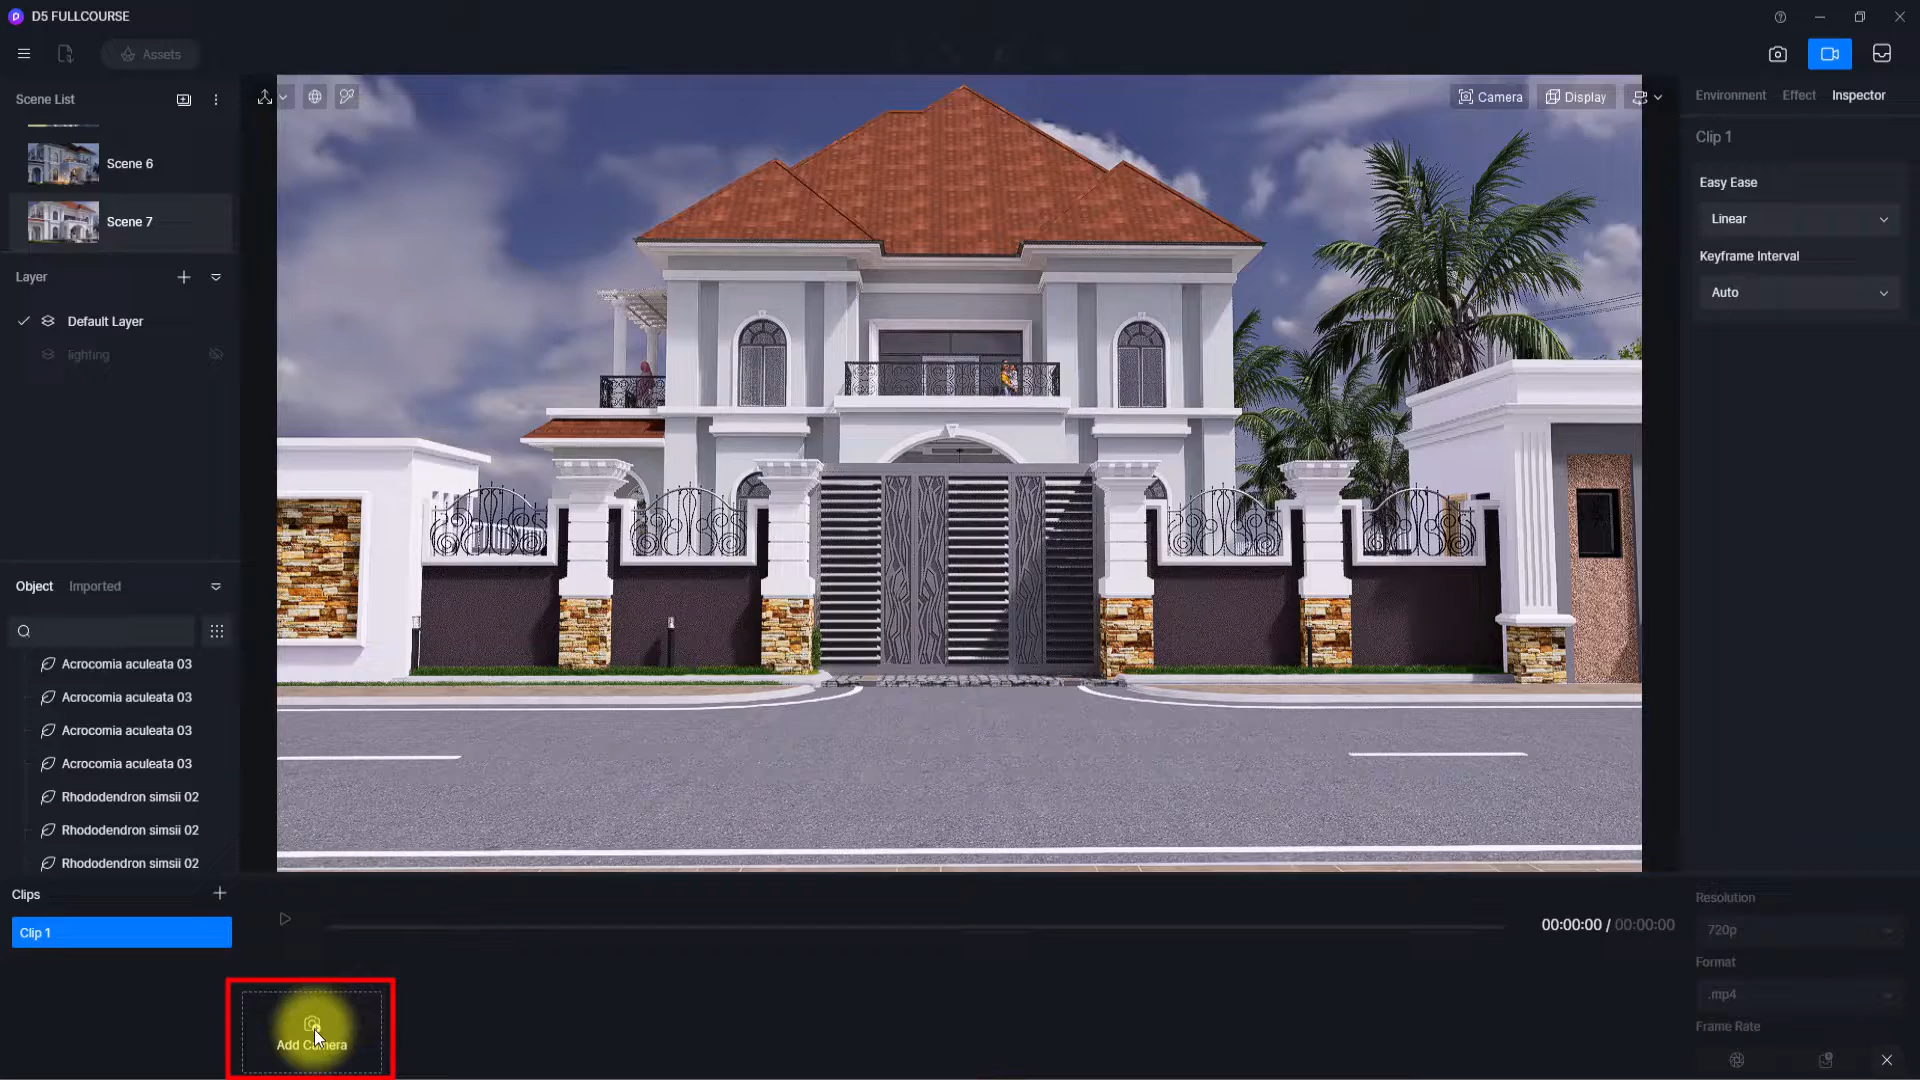 D5 FULLCOURSE
Assets
Scene List
Scene 6
Scene 7
Layer
Default Layer
lighting
Object Imported
Acrocomia aculeata 03
Acrocomia aculeata 03
Acrocomia aculeata 03
Acrocomia aculeata 03
Rhododendron simsii 02
Rhododendron simsii 02
Rhododendron simsii 02
Camera Display
Environment Effect Inspector
Clip 1
Easy Ease
Linear
Keyframe Interval
Auto
Clips
Clip 1
00:00:00 / 00:00:00
Add Camera
Resolution
720p
Format
.mp4
Frame Rate